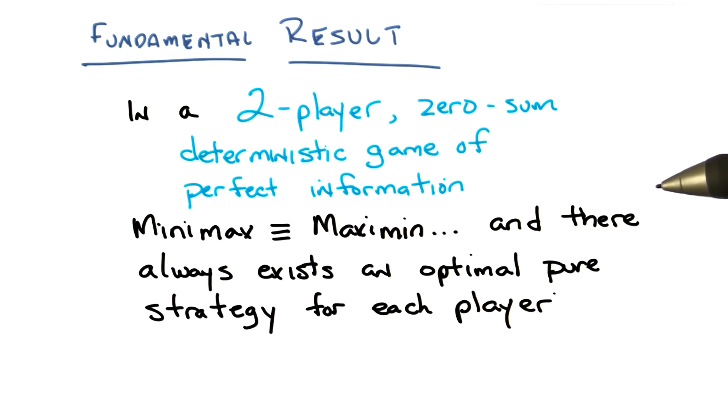 FUNDAMENTAL RESULT
IN a 2-player, zero-sum
deterministic game of
perfect information
Minimax ≡ Maximin... and there
always exists an optimal pure
strategy for each player